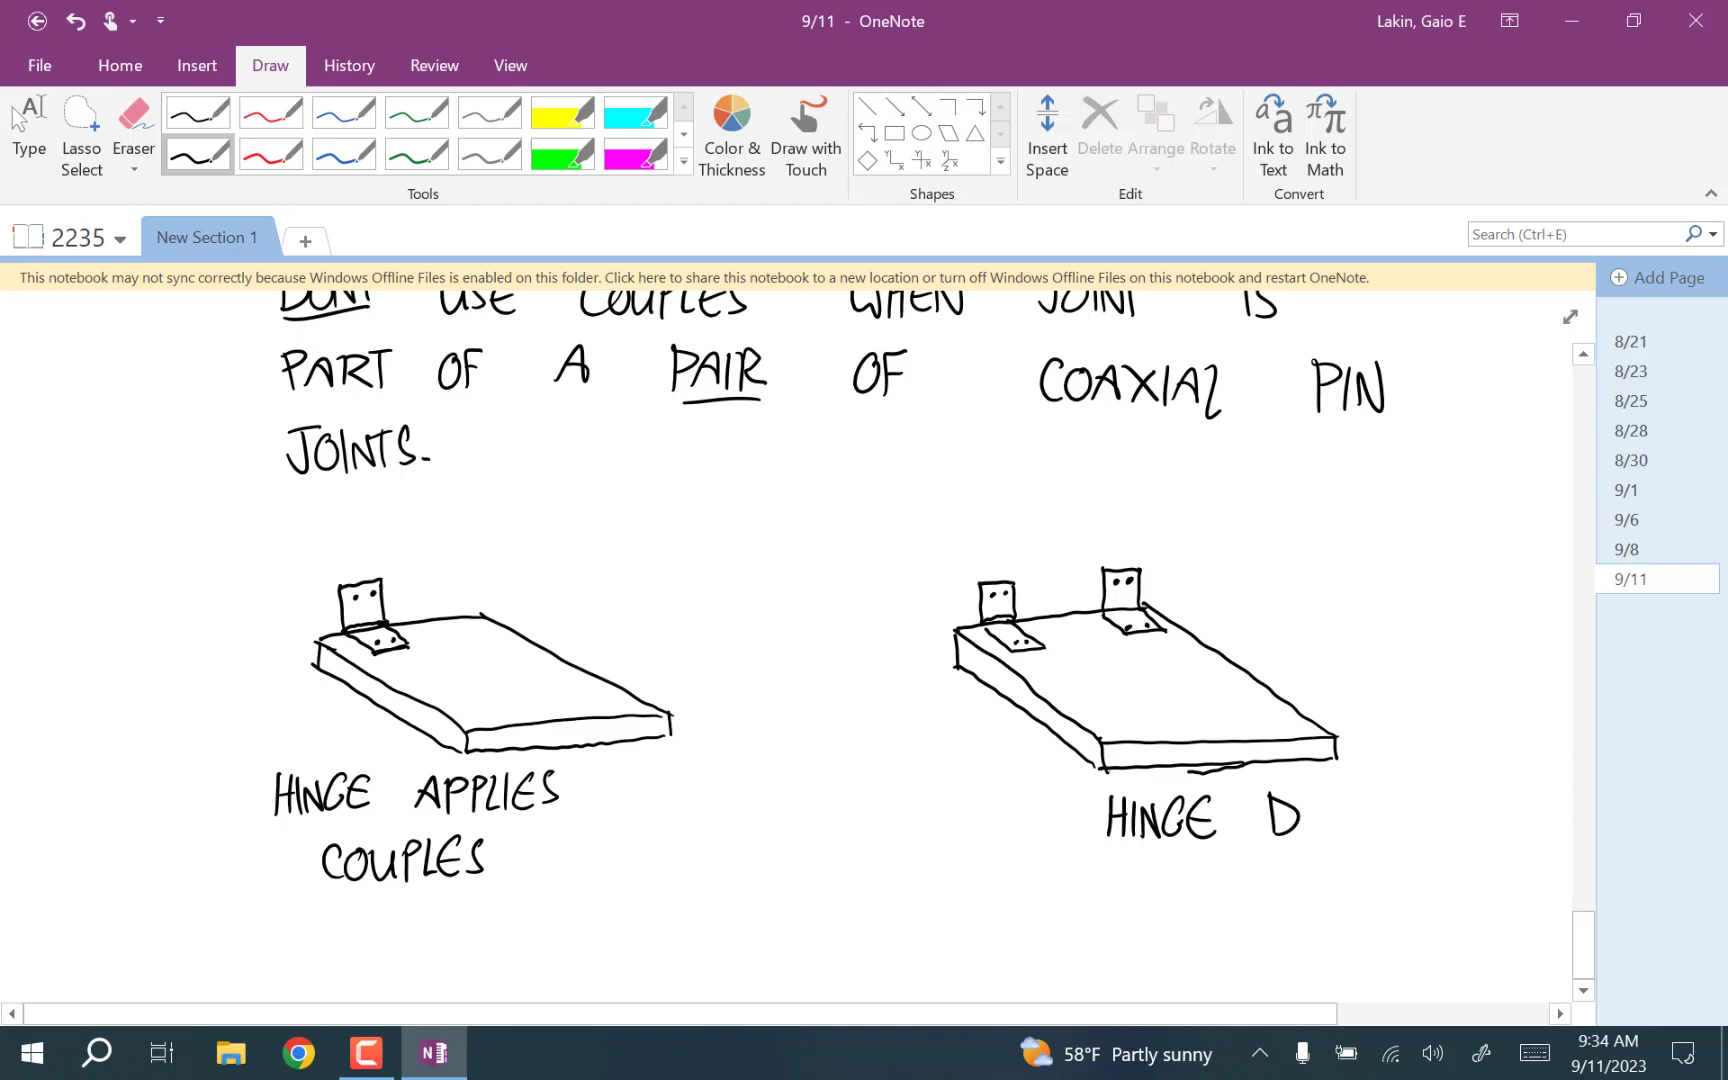 9/11 - OneNote
Lakin, Gaio E
File Home Insert Draw History Review View
Type
Lasso Select
Eraser
Color & Thickness
Draw with Touch
Insert Space
Delete
Arrange
Rotate
Ink to Text
Ink to Math
Tools
Shapes
Edit
Convert
2235
New Section 1
Search (Ctrl+E)
This notebook may not sync correctly because Windows Offline Files is enabled on this folder. Click here to share this notebook to a new location or turn off Windows Offline Files on this notebook and restart OneNote.
Add Page
8/21
8/23
8/25
8/28
8/30
9/1
9/6
9/8
9/11
DONT USE COUPLES WHEN JOINT IS
PART OF A PAIR OF COAXIAL PIN
JOINTS.
HINGE APPLIES
COUPLES
HINGE D
58°F Partly sunny
9:34 AM
9/11/2023